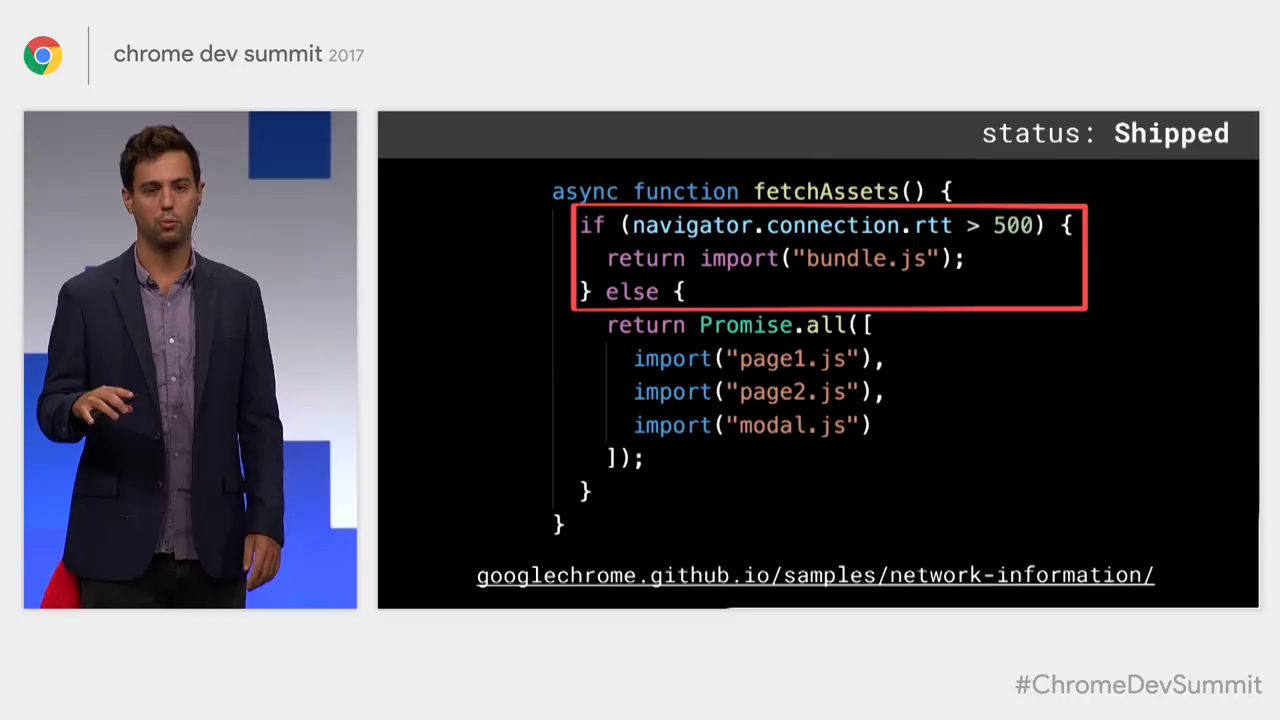 chrome dev summit 2017
status: Shipped
async function fetchAssets() {
if (navigator.connection.rtt > 500) {
return import("bundle.js");
} else {
return Promise.all([
import("page1.js"),
import("page2.js"),
import("modal.js")
]);
}
}
googlechrome.github.io/samples/network-information/
#ChromeDevSummit